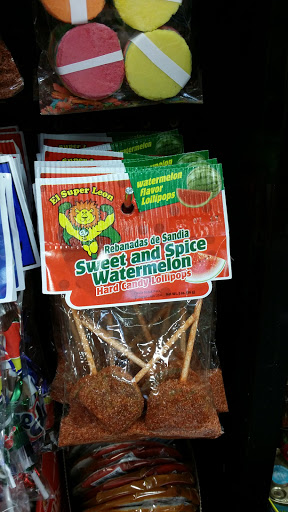 El Super Leon
watermelon
flavor
Lollipops
Rebanadas de Sandia
Sweet and Spice
Watermelon
Hard Candy Lollipops